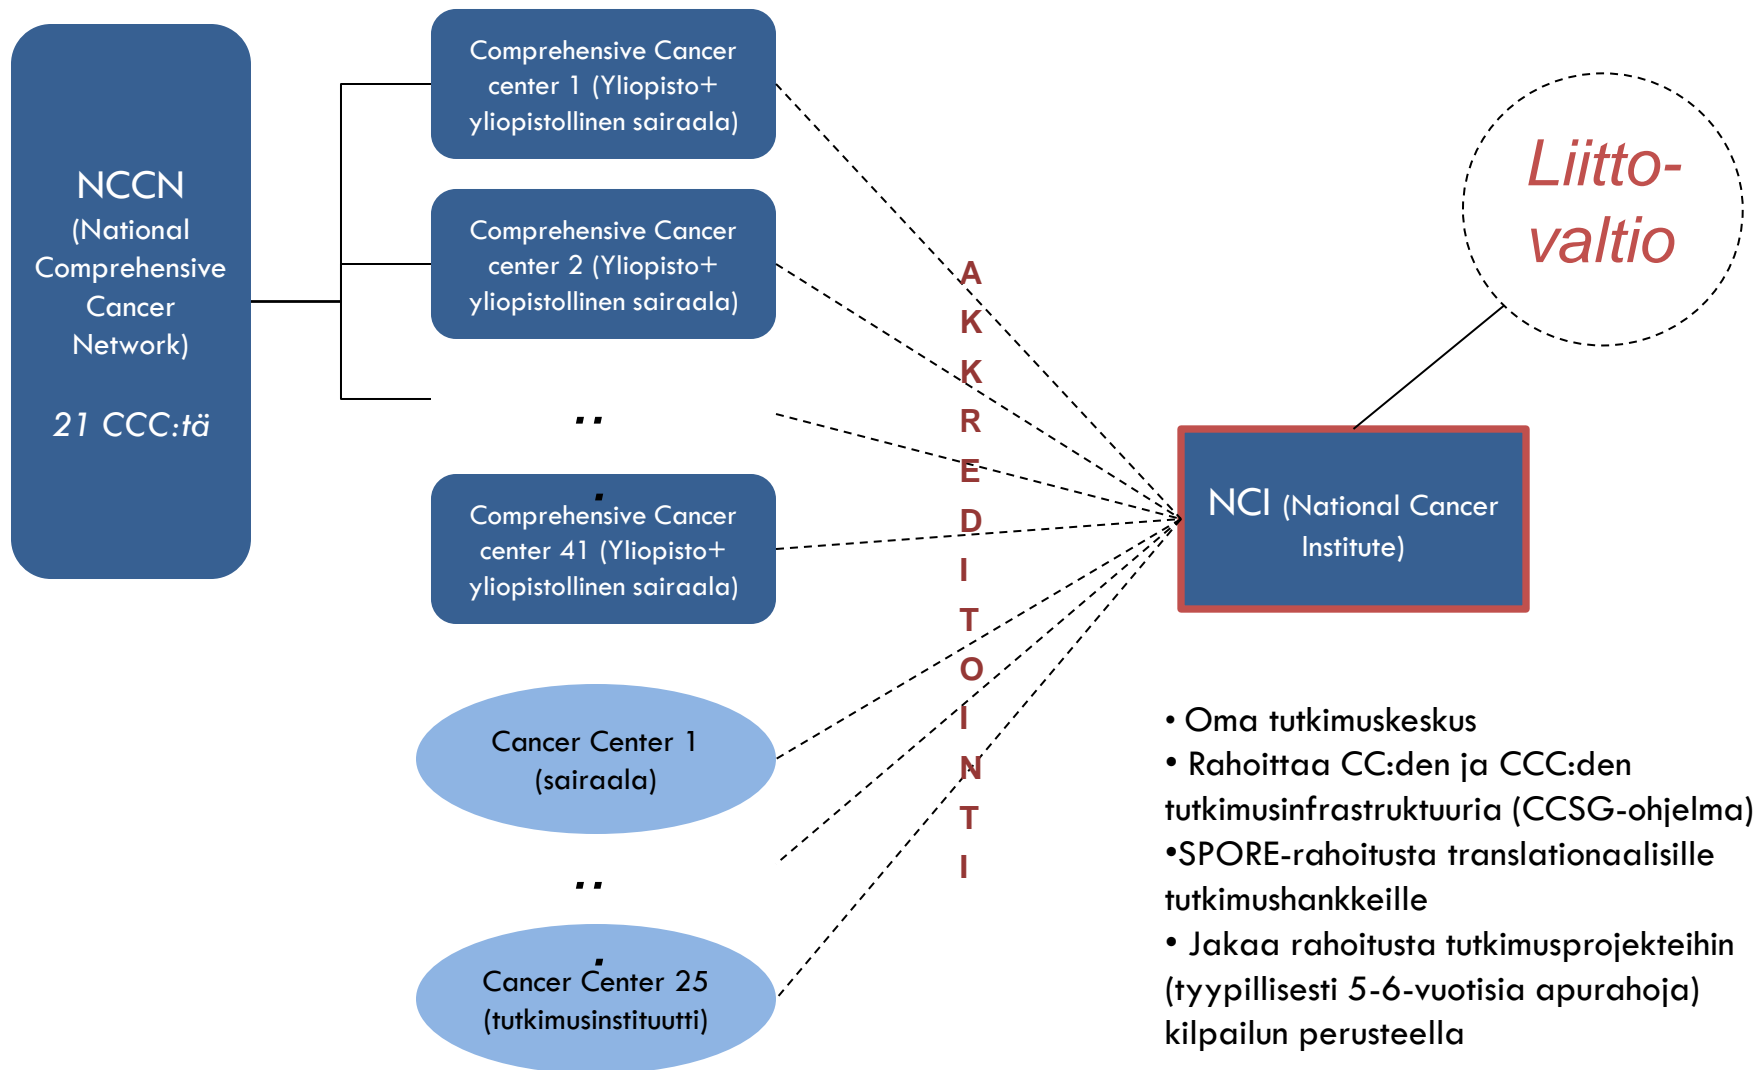 NCCN
(National
Comprehensive
Cancer
Network)
21 CCC:tä
Comprehensive Cancer
center 1 (Yliopisto+
yliopistollinen sairaala)
Comprehensive Cancer
center 2 (Yliopisto+
yliopistollinen sairaala)
..
.
Comprehensive Cancer
center 41 (Yliopisto+
yliopistollinen sairaala)
Cancer Center 1
(sairaala)
..
.
Cancer Center 25
(tutkimusinstituutti)
A
K
K
R
E
D
I
T
O
I
N
T
I
Liitto-
valtio
NCI (National Cancer
Institute)
• Oma tutkimuskeskus
• Rahoittaa CC:den ja CCC:den
tutkimusinfrastruktuuria (CCSG-ohjelma)
•SPORE-rahoitusta translationaalisille
tutkimushankkeille
• Jakaa rahoitusta tutkimusprojekteihin
(tyypillisesti 5-6-vuotisia apurahoja)
kilpailun perusteella